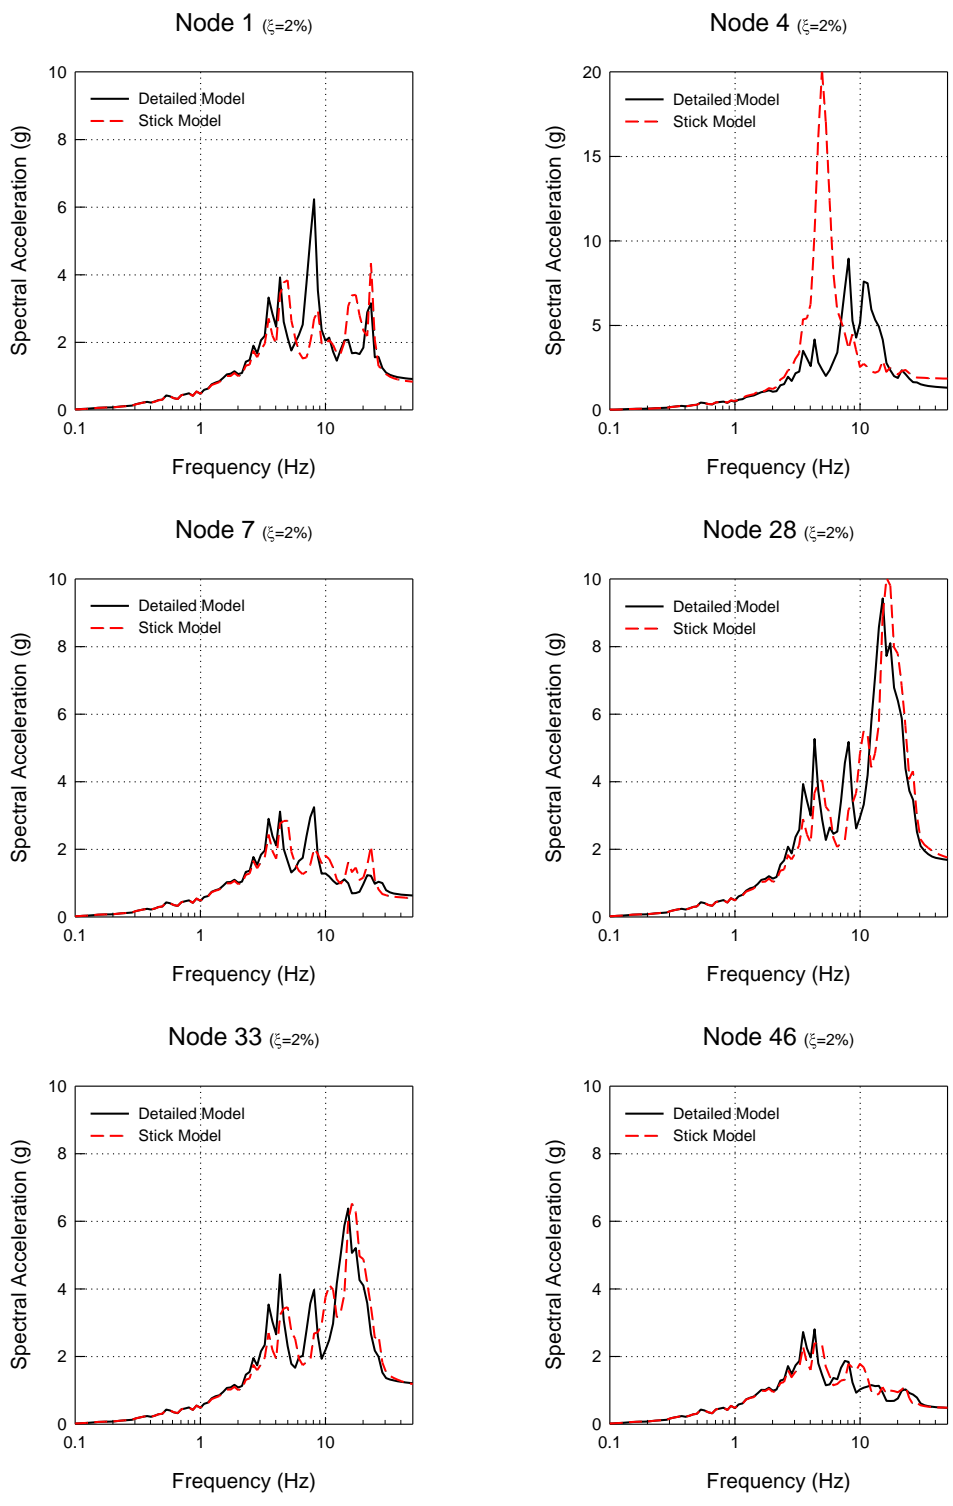 Node 1 (ξ=2%)
Spectral Acceleration (g)
10
8
6
4
2
0
Detailed Model
Stick Model
0.1 1 10
Frequency (Hz)
Node 4 (ξ=2%)
Spectral Acceleration (g)
20
15
10
5
0
Detailed Model
Stick Model
0.1 1 10
Frequency (Hz)
Node 7 (ξ=2%)
Spectral Acceleration (g)
10
8
6
4
2
0
Detailed Model
Stick Model
0.1 1 10
Frequency (Hz)
Node 28 (ξ=2%)
Spectral Acceleration (g)
10
8
6
4
2
0
Detailed Model
Stick Model
0.1 1 10
Frequency (Hz)
Node 33 (ξ=2%)
Spectral Acceleration (g)
10
8
6
4
2
0
Detailed Model
Stick Model
0.1 1 10
Frequency (Hz)
Node 46 (ξ=2%)
Spectral Acceleration (g)
10
8
6
4
2
0
Detailed Model
Stick Model
0.1 1 10
Frequency (Hz)